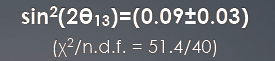 sin²(2θ₁₃)=(0.09±0.03)
(χ²/n.d.f. = 51.4/40)